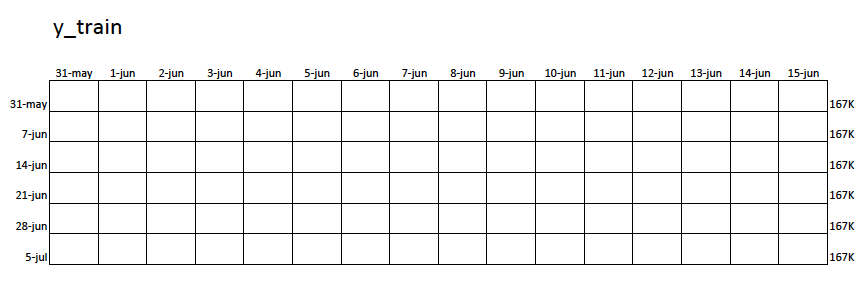 y_train
31-may 1-jun 2-jun 3-jun 4-jun 5-jun 6-jun 7-jun 8-jun 9-jun 10-jun 11-jun 12-jun 13-jun 14-jun 15-jun
31-may 167K
7-jun 167K
14-jun 167K
21-jun 167K
28-jun 167K
5-jul 167K